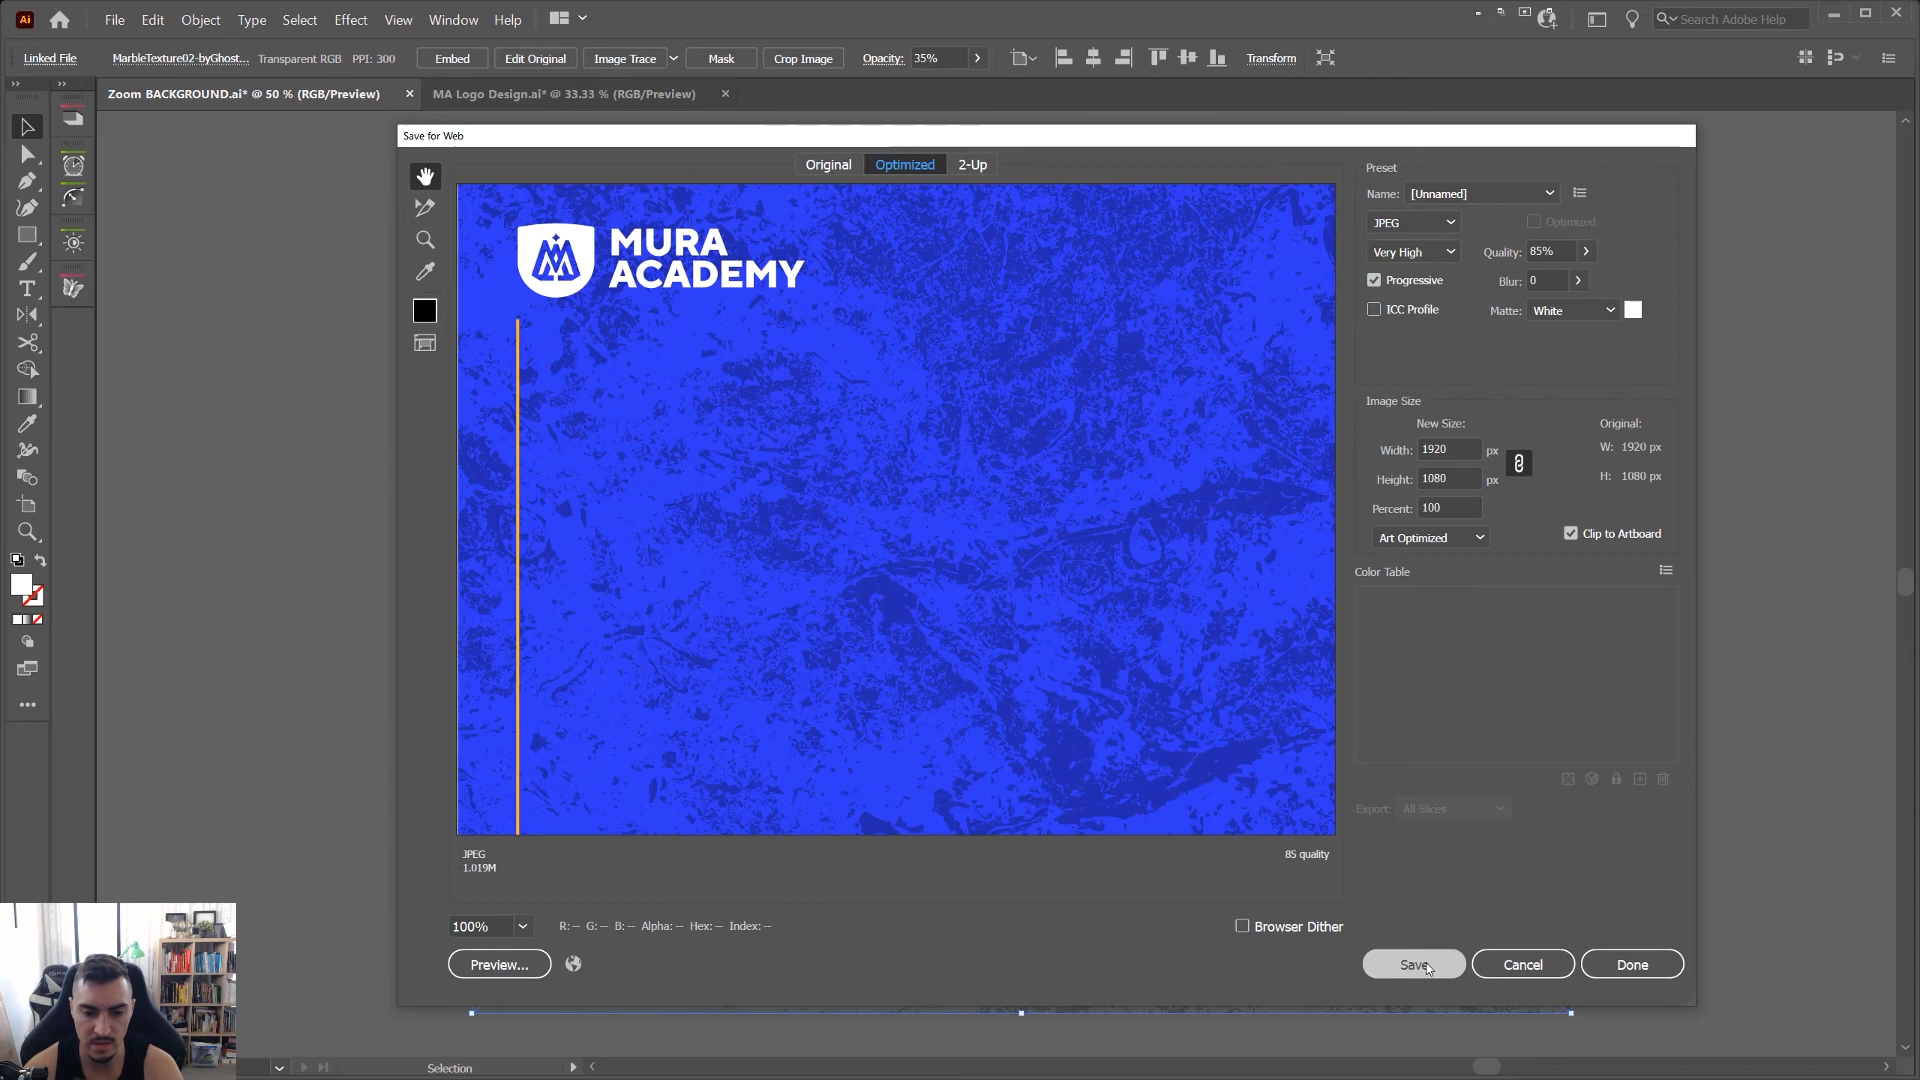 Ai File Edit Object Type Select Effect View Window Help Search Adobe Help
Linked File MarbleTexture02-byGhost... Transparent RGB PPI: 300 Embed Edit Original Image Trace Mask Crop Image Opacity: 35% Transform
Zoom BACKGROUND.ai* @ 50 % (RGB/Preview) MA Logo Design.ai* @ 33.33 % (RGB/Preview)
Save for Web
Original Optimized 2-Up
Preset
Name: [Unnamed]
JPEG Optimized
Very High Quality: 85%
Progressive Blur: 0
ICC Profile Matte: White
MURA
ACADEMY
Image Size
New Size: Original:
Width: 1920 px W: 1920 px
Height: 1080 px H: 1080 px
Percent: 100
Art Optimized Clip to Artboard
Color Table
Export: All Slices
JPEG 85 quality
1.019M
100% R: -- G: -- B: -- Alpha: -- Hex: -- Index: -- Browser Dither
Preview... Save Cancel Done
Selection